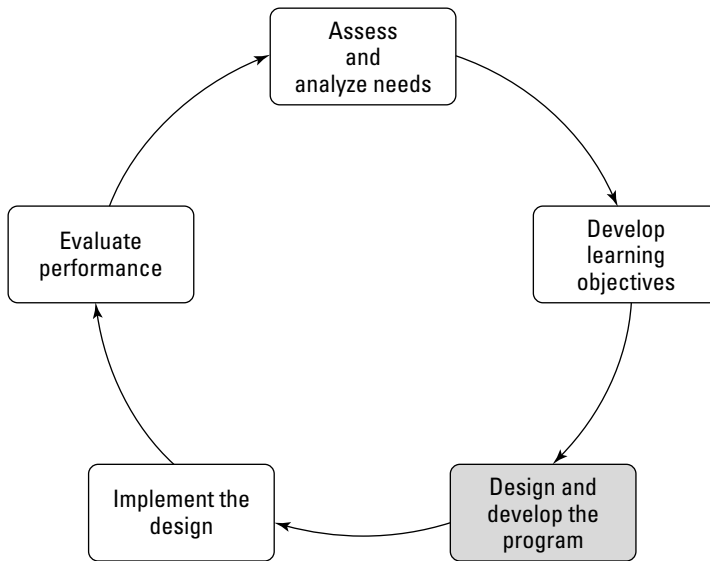 Assess
and
analyze needs
Develop
learning
objectives
Design and
develop the
program
Implement the
design
Evaluate
performance